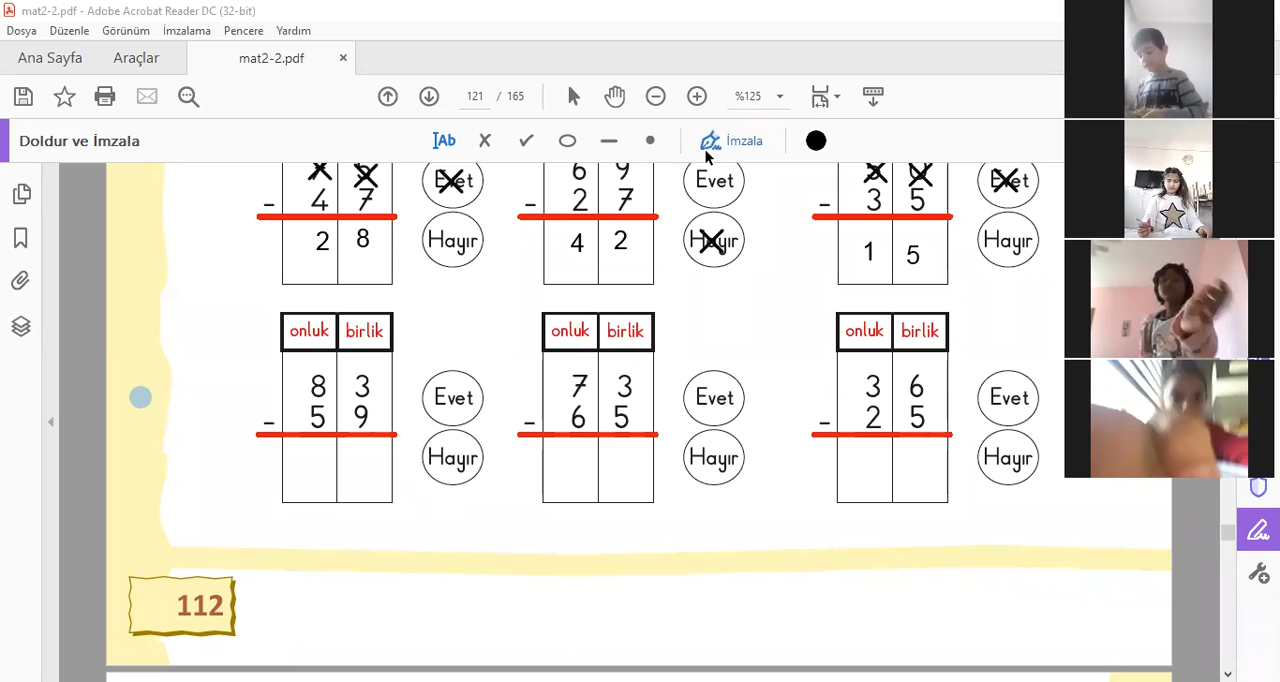 mat2-2.pdf - Adobe Acrobat Reader DC (32-bit)
Dosya Düzenle Görünüm İmzalama Pencere Yardım
Ana Sayfa Araçlar mat2-2.pdf ×
121 / 165 %125
Doldur ve İmzala IAb İmzala
6 9
Evet Evet Evet
- 4 7 - 2 7 - 3 5
2 8 Hayır 4 2 Hayır 1 5 Hayır
onluk birlik onluk birlik onluk birlik
8 3 7 3 3 6
Evet Evet Evet
- 5 9 - 6 5 - 2 5
Hayır Hayır Hayır
112